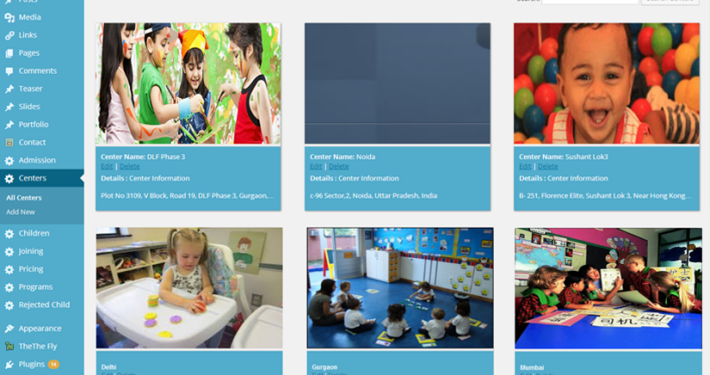 Media
Links
Pages
Comments
Teaser
Slides
Portfolio
Contact
Admission
Centers
All Centers
Add New
Children
Joining
Pricing
Programs
Rejected Child
Appearance
TheThe Fly
Plugins
Center Name: DLF Phase 3
Edit | Delete
Details : Center Information
Plot No 3109, V Block, Road 19, DLF Phase 3, Gurgaon, ...
Center Name: Noida
Edit | Delete
Details : Center Information
c-96 Sector,2, Noida, Uttar Pradesh, India
Center Name: Sushant Lok3
Edit | Delete
Details : Center Information
B- 251, Florence Elite, Sushant Lok 3, Near Hong Kong...
司机
Delhi
Gurgaon
Mumbai